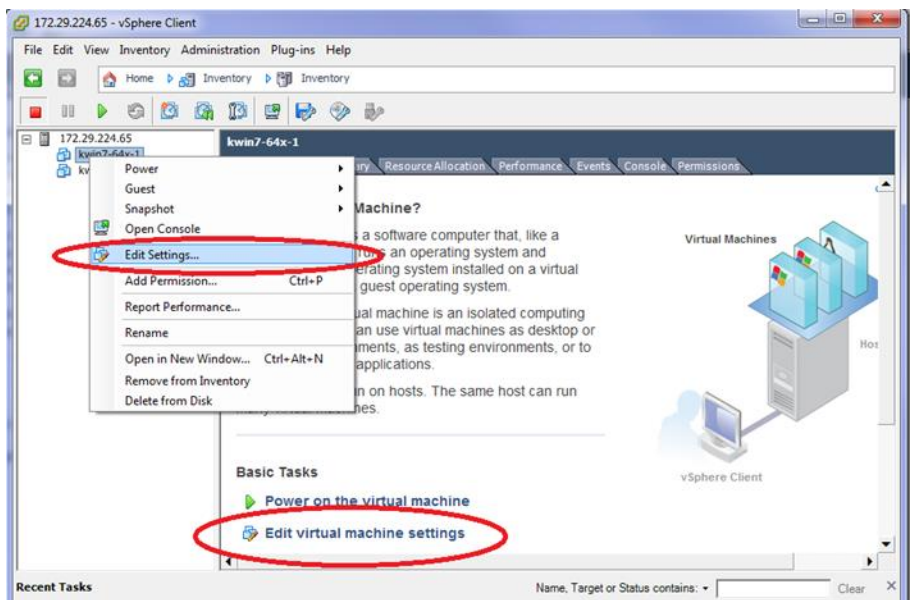 172.29.224.65 - vSphere Client
File Edit View Inventory Administration Plug-ins Help
Home Inventory Inventory
172.29.224.65
kwin7-64x-1
kwin7-64x-1
Resource Allocation Performance Events Console Permissions
Power
Guest
Snapshot
Open Console
Edit Settings...
Add Permission... Ctrl+P
Report Performance...
Rename
Open in New Window... Ctrl+Alt+N
Remove from Inventory
Delete from Disk
Machine?
a software computer that, like a
an operating system and
operating system installed on a virtual
guest operating system.
machine is an isolated computing
can use virtual machines as desktop or
as testing environments, or to
applications.
on hosts. The same host can run
Virtual Machines
vSphere Client
Basic Tasks
Power on the virtual machine
Edit virtual machine settings
Recent Tasks
Name, Target or Status contains:
Clear